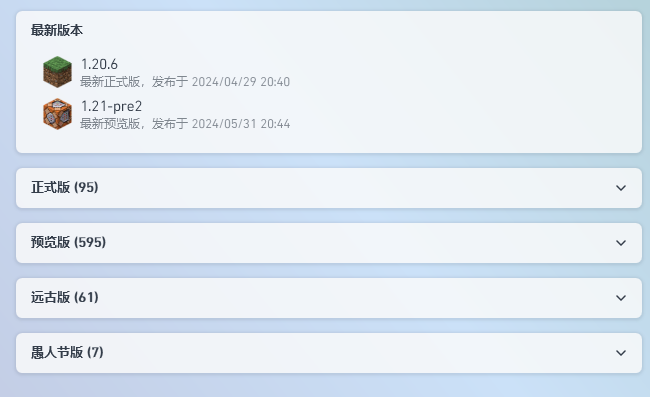 最新版本
1.20.6
最新正式版，发布于 2024/04/29 20:40
1.21-pre2
最新预览版，发布于 2024/05/31 20:44
正式版 (95)
预览版 (595)
远古版 (61)
愚人节版 (7)